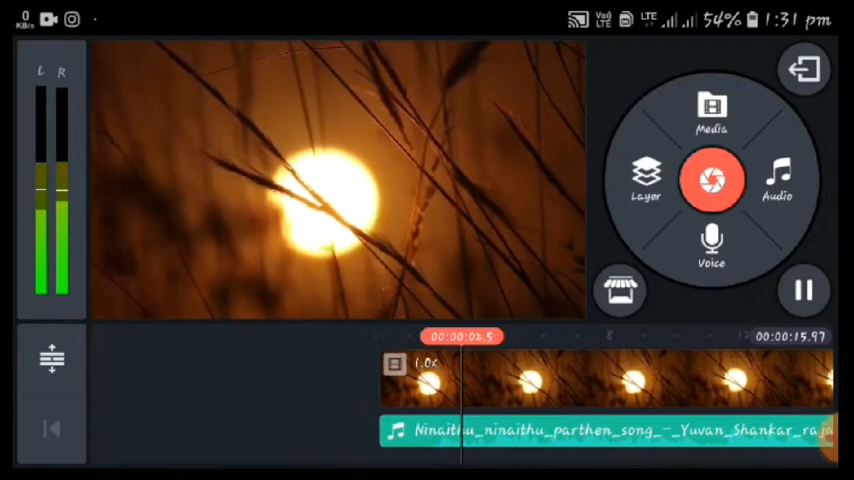 0
KB/s
Vo)
LTE
LTE
54%
1:31 pm
L R
Media
Layer
Audio
Voice
00:00:02.5
00:00:15.97
1.0x
Ninaithu_ninaithu_parthen_song_-_Yuvan_Shankar_raja